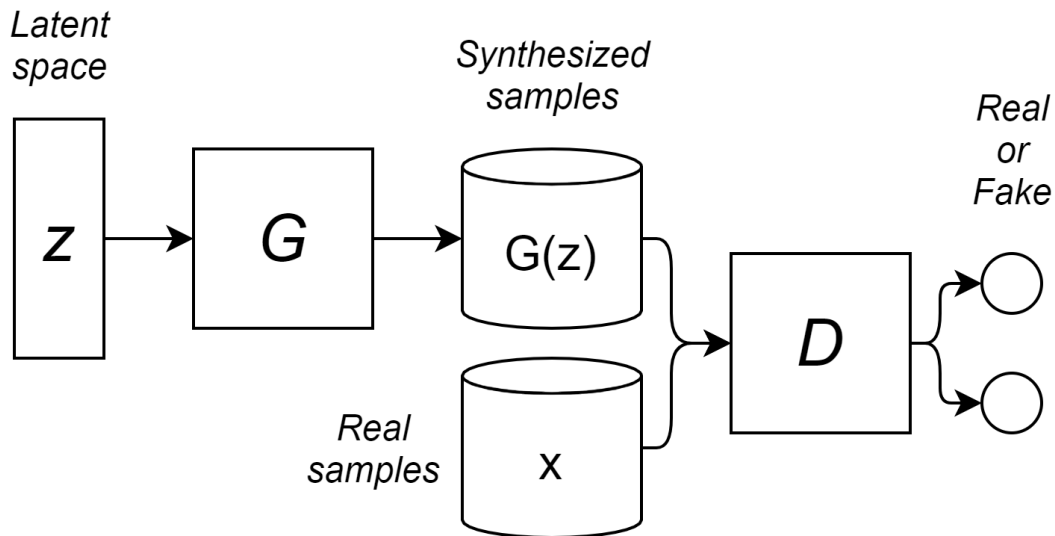 Latent
space
z
G
Synthesized
samples
G(z)
Real
samples
x
D
Real
or
Fake